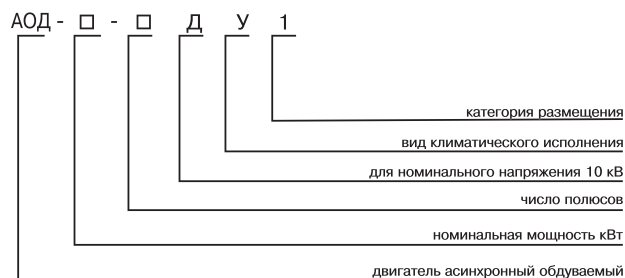 АОД - □ - □ Д У 1
категория размещения
вид климатического исполнения
для номинального напряжения 10 кВ
число полюсов
номинальная мощность кВт
двигатель асинхронный обдуваемый